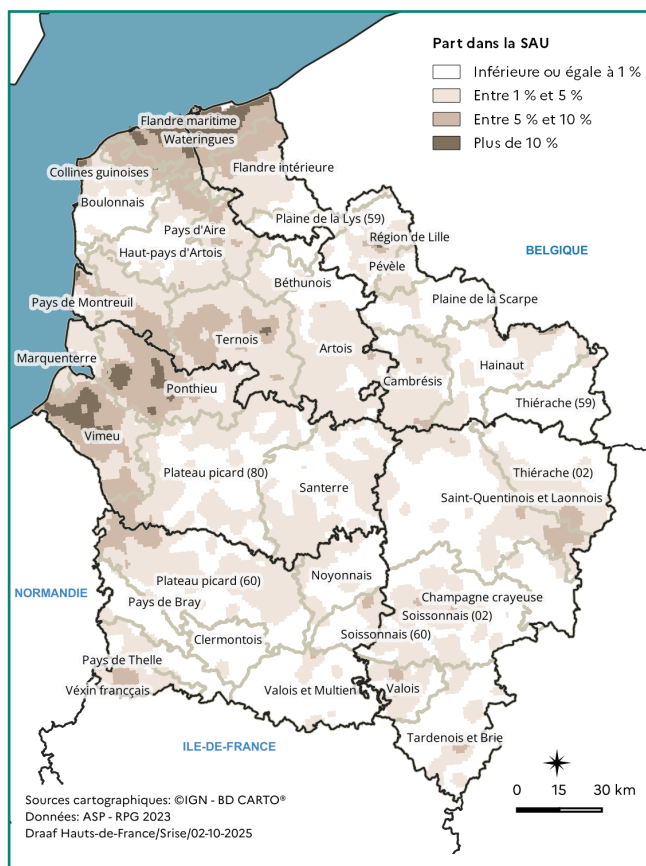 Part dans la SAU
Inférieure ou égale à 1 %
Entre 1 % et 5 %
Entre 5 % et 10 %
Plus de 10 %
Flandre maritime
Wateringues
Collines guinoises
Flandre intérieure
Boulonnais
Plaine de la Lys (59)
Pays d'Aire
Région de Lille
Haut-pays d'Artois
BELGIQUE
Pévèle
Béthunois
Plaine de la Scarpe
Pays de Montreuil
Ternois
Artois
Marquenterre
Hainaut
Ponthieu
Cambrésis
Thiérache (59)
Vimeu
Plateau picard (80)
Thiérache (02)
Santerre
Saint-Quentinois et Laonnois
Noyonnais
Plateau picard (60)
NORMANDIE
Champagne crayeuse
Pays de Bray
Soissonnais (02)
Clermontois
Soissonnais (60)
Pays de Thelle
Véxin françcais
Valois et Multien
Valois
Tardenois et Brie
ILE-DE-FRANCE
0 15 30 km
Sources cartographiques: ©IGN - BD CARTO®
Données: ASP - RPG 2023
Draaf Hauts-de-France/Srise/02-10-2025